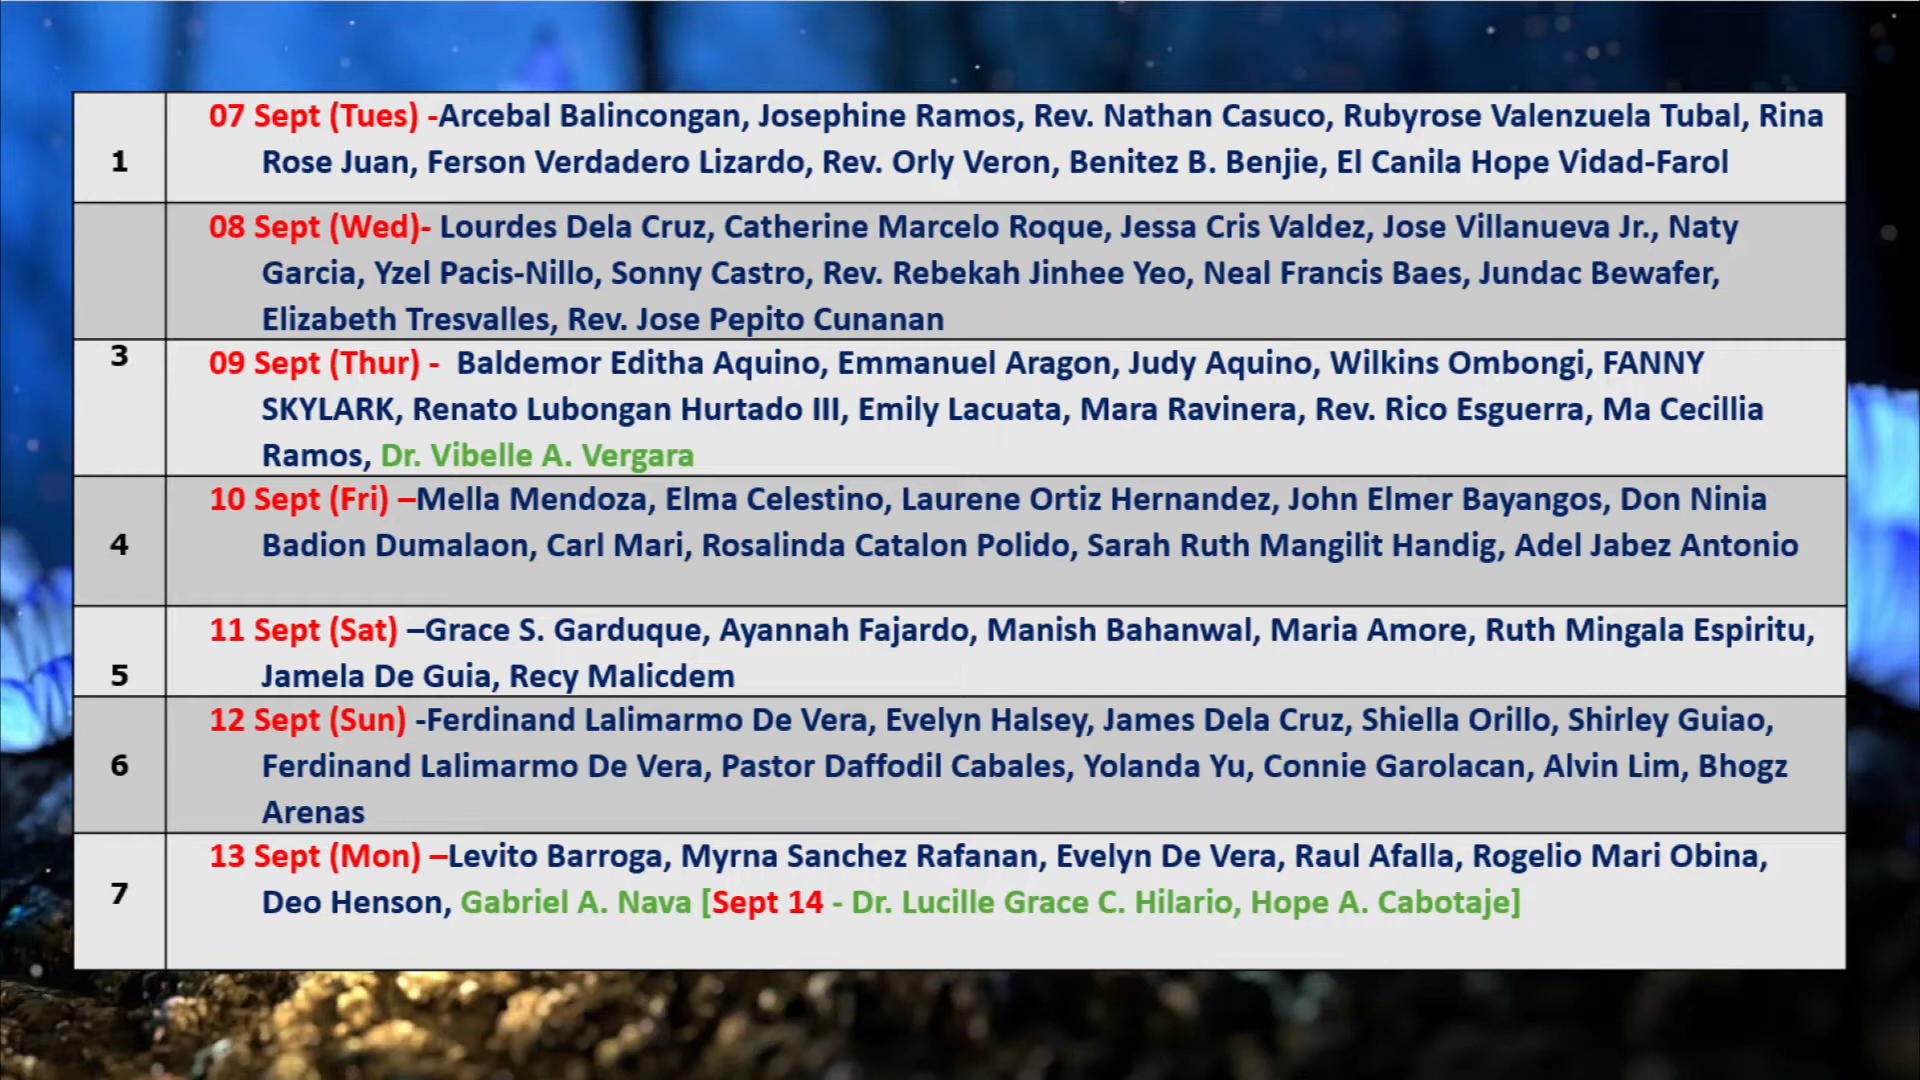 1
07 Sept (Tues) -Arcebal Balincongan, Josephine Ramos, Rev. Nathan Casuco, Rubyrose Valenzuela Tubal, Rina
Rose Juan, Ferson Verdadero Lizardo, Rev. Orly Veron, Benitez B. Benjie, El Canila Hope Vidad-Farol
08 Sept (Wed)- Lourdes Dela Cruz, Catherine Marcelo Roque, Jessa Cris Valdez, Jose Villanueva Jr., Naty
Garcia, Yzel Pacis-Nillo, Sonny Castro, Rev. Rebekah Jinhee Yeo, Neal Francis Baes, Jundac Bewafer,
Elizabeth Tresvalles, Rev. Jose Pepito Cunanan
3
09 Sept (Thur) - Baldemor Editha Aquino, Emmanuel Aragon, Judy Aquino, Wilkins Ombongi, FANNY
SKYLARK, Renato Lubongan Hurtado III, Emily Lacuata, Mara Ravinera, Rev. Rico Esguerra, Ma Cecillia
Ramos, Dr. Vibelle A. Vergara
4
10 Sept (Fri) –Mella Mendoza, Elma Celestino, Laurene Ortiz Hernandez, John Elmer Bayangos, Don Ninia
Badion Dumalaon, Carl Mari, Rosalinda Catalon Polido, Sarah Ruth Mangilit Handig, Adel Jabez Antonio
5
11 Sept (Sat) –Grace S. Garduque, Ayannah Fajardo, Manish Bahanwal, Maria Amore, Ruth Mingala Espiritu,
Jamela De Guia, Recy Malicdem
6
12 Sept (Sun) -Ferdinand Lalimarmo De Vera, Evelyn Halsey, James Dela Cruz, Shiella Orillo, Shirley Guiao,
Ferdinand Lalimarmo De Vera, Pastor Daffodil Cabales, Yolanda Yu, Connie Garolacan, Alvin Lim, Bhogz
Arenas
7
13 Sept (Mon) –Levito Barroga, Myrna Sanchez Rafanan, Evelyn De Vera, Raul Afalla, Rogelio Mari Obina,
Deo Henson, Gabriel A. Nava [Sept 14 - Dr. Lucille Grace C. Hilario, Hope A. Cabotaje]